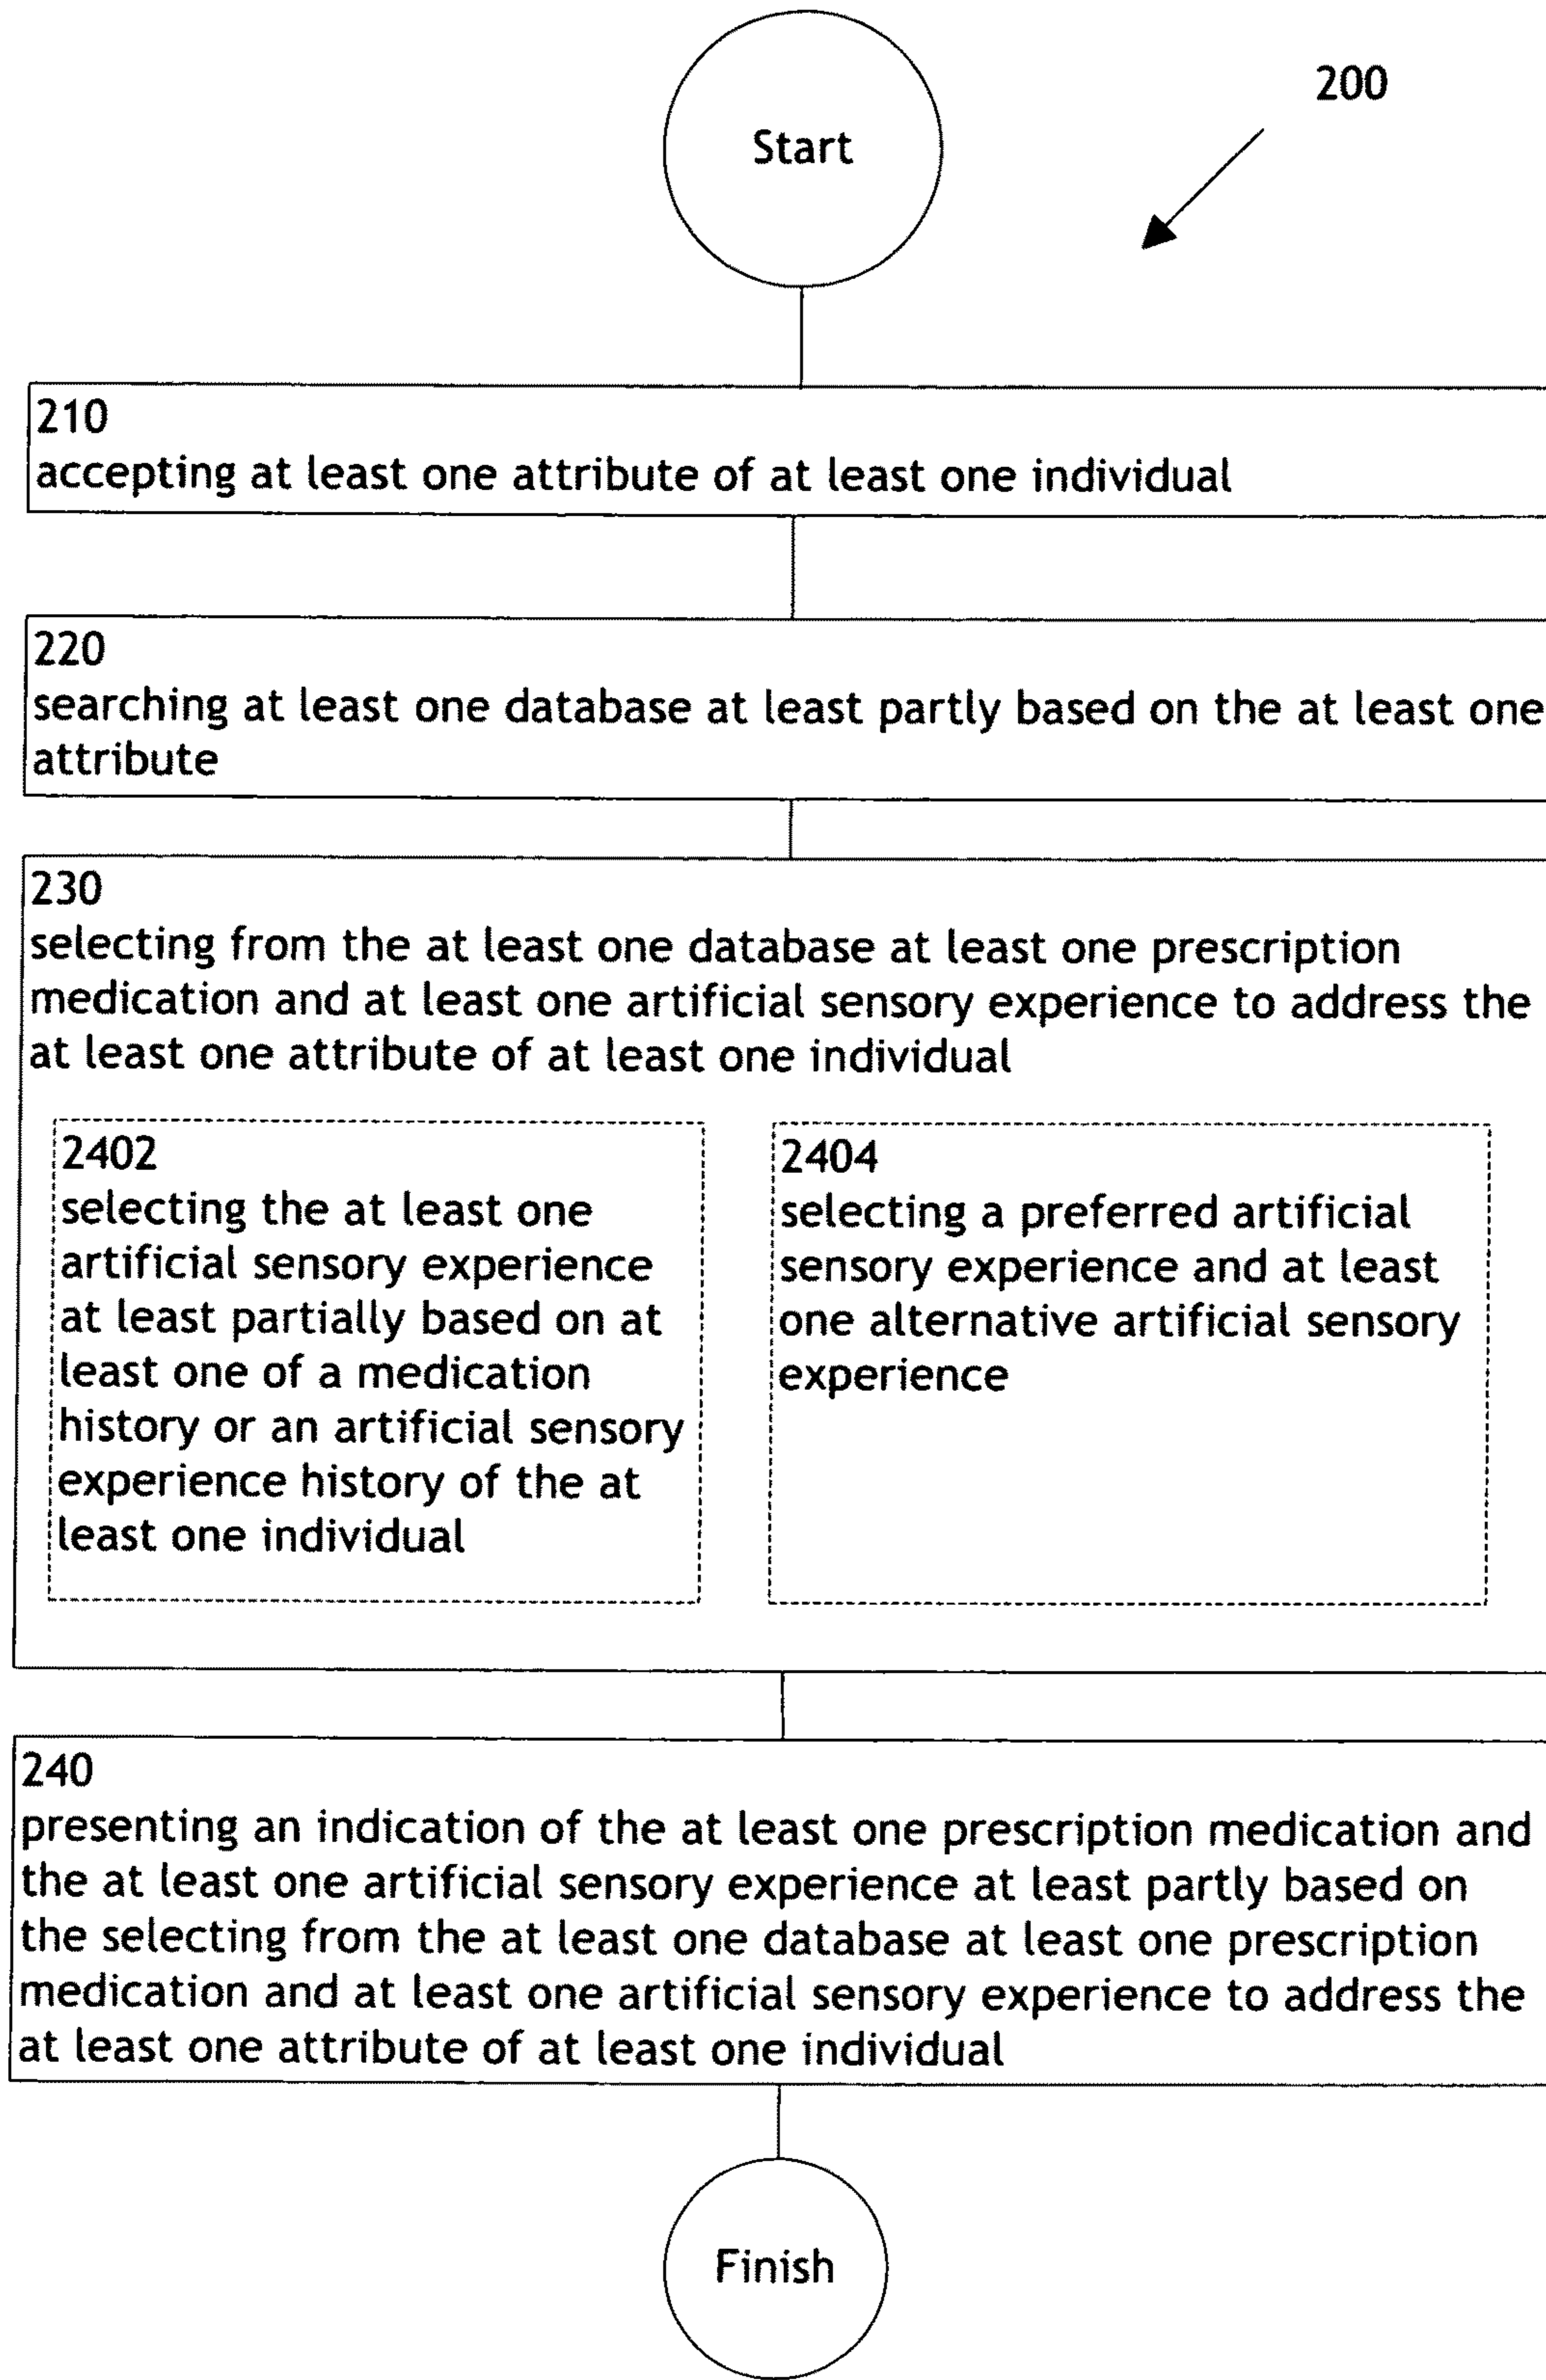 Start
200
210
accepting at least one attribute of at least one individual
220
searching at least one database at least partly based on the at least one
attribute
230
selecting from the at least one database at least one prescription
medication and at least one artificial sensory experience to address the
at least one attribute of at least one individual
2402
selecting the at least one
artificial sensory experience
at least partially based on at
least one of a medication
history or an artificial sensory
experience history of the at
least one individual
2404
selecting a preferred artificial
sensory experience and at least
one alternative artificial sensory
experience
240
presenting an indication of the at least one prescription medication and
the at least one artificial sensory experience at least partly based on
the selecting from the at least one database at least one prescription
medication and at least one artificial sensory experience to address the
at least one attribute of at least one individual
Finish